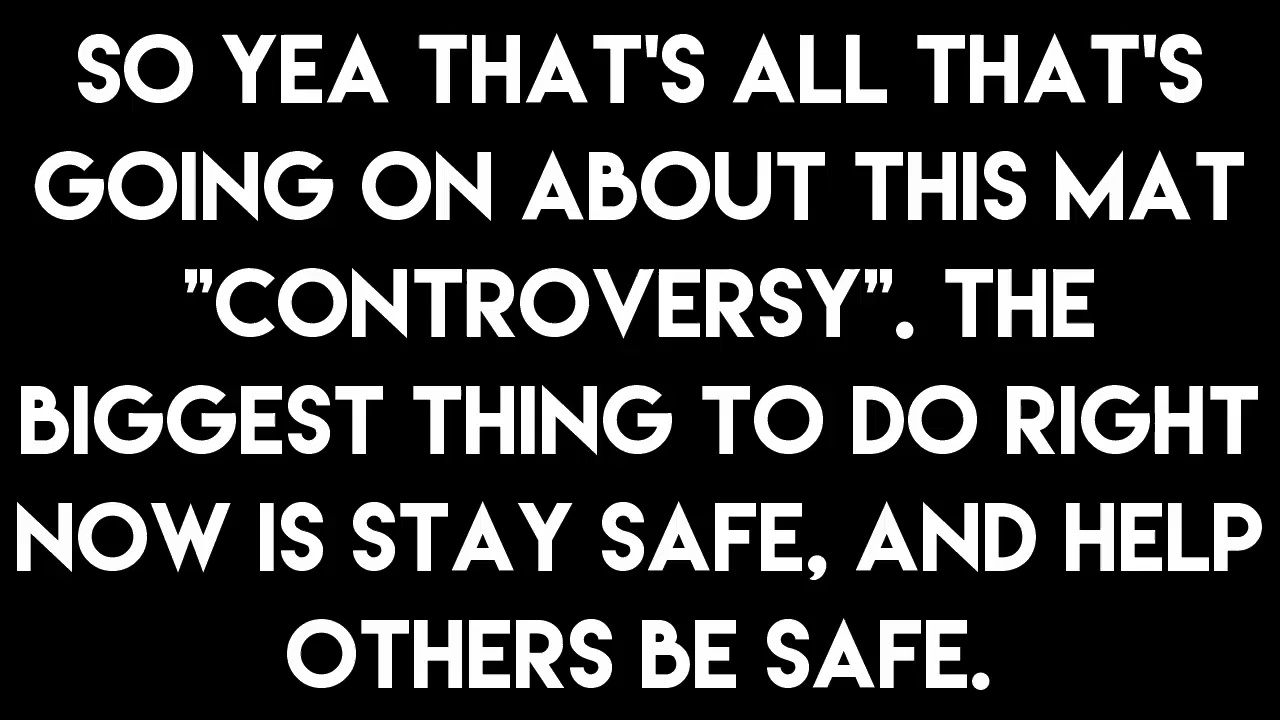 SO YEA THAT'S ALL THAT'S
GOING ON ABOUT THIS MAT
"CONTROVERSY". THE
BIGGEST THING TO DO RIGHT
NOW IS STAY SAFE, AND HELP
OTHERS BE SAFE.